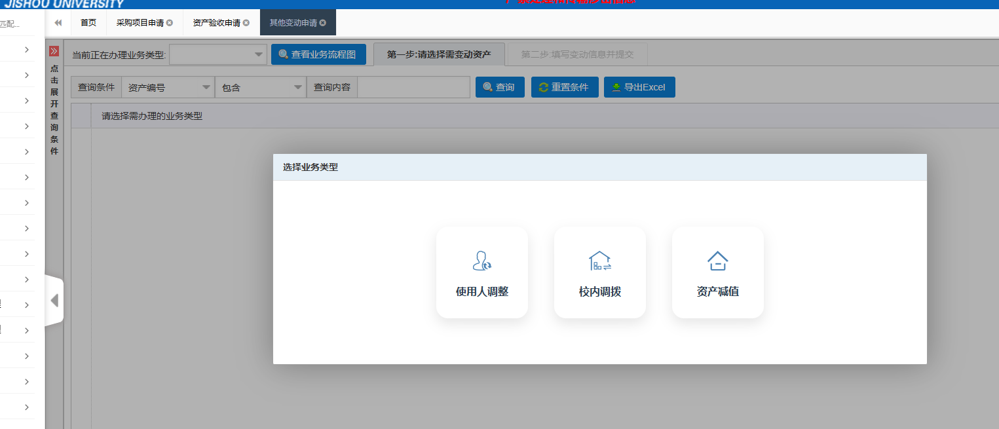 JISHOU UNIVERSITY
匹配...
首页
采购项目申请
资产验收申请
其他变动申请
点击展开查询条件
当前正在办理业务类型:
查看业务流程图
第一步:请选择需变动资产
第二步:填写变动信息并提交
查询条件
资产编号
包含
查询内容
查询
重置条件
导出Excel
请选择需办理的业务类型
选择业务类型
使用人调整
校内调拨
资产减值